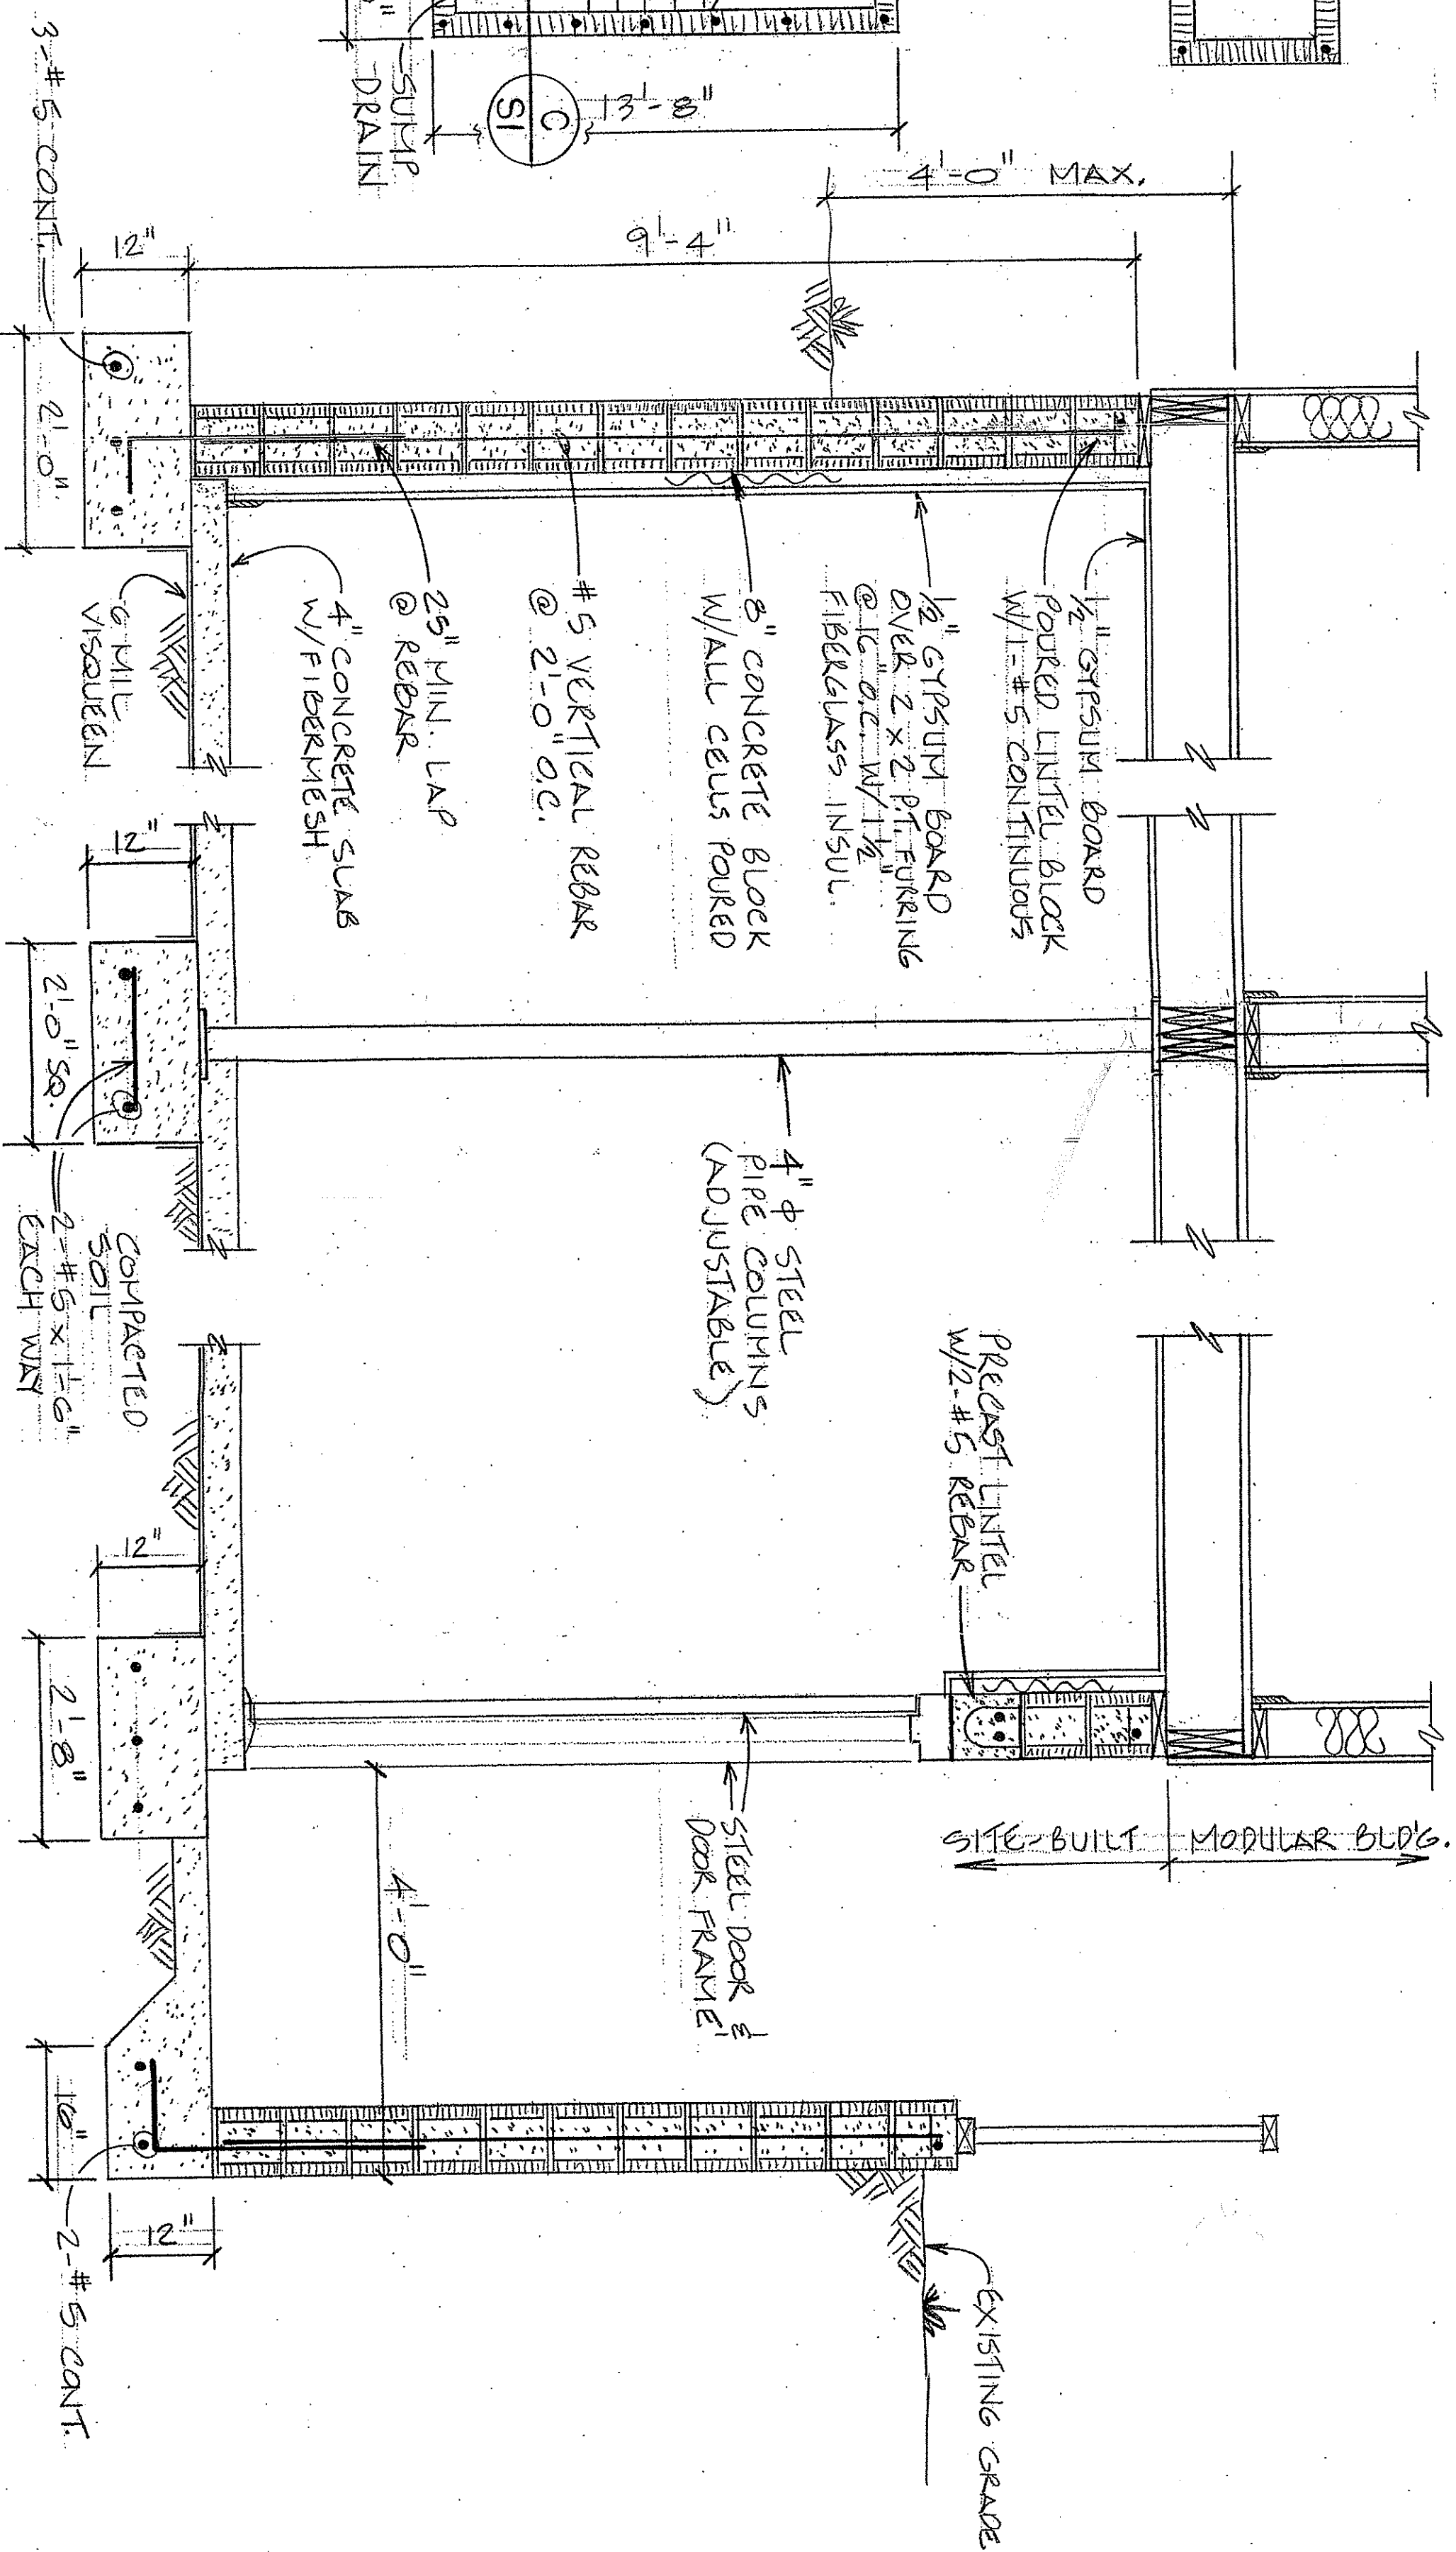 SUMP
DRAIN
C
S1
13'-8"
4'-0" MAX.
9'-4"
12"
3-#5 CONT.
2'-0"
1/2" GYPSUM BOARD
POURED LINTEL BLOCK
W/1-#5 CONTINUOUS
1/2" GYPSUM BOARD
OVER 2 x 2 P.T. FURRING
@ 16" O.C. W/ 1 1/2"
FIBERGLASS INSUL.
8" CONCRETE BLOCK
W/ALL CELLS POURED
#5 VERTICAL REBAR
@ 2'-0" O.C.
25" MIN. LAP
@ REBAR
4" CONCRETE SLAB
W/FIBERMESH
6 MIL
VISQUEEN
12"
2'-0" SQ.
4" φ STEEL
PIPE COLUMNS
(ADJUSTABLE)
COMPACTED
SOIL
2-#5 x 1'-6"
EACH WAY
PRECAST LINTEL
W/2-#5 REBAR
12"
2'-8"
SITE-BUILT
MODULAR BLD'G.
STEEL DOOR &
DOOR FRAME
4'-0"
16"
12"
2-#5 CONT.
EXISTING GRADE